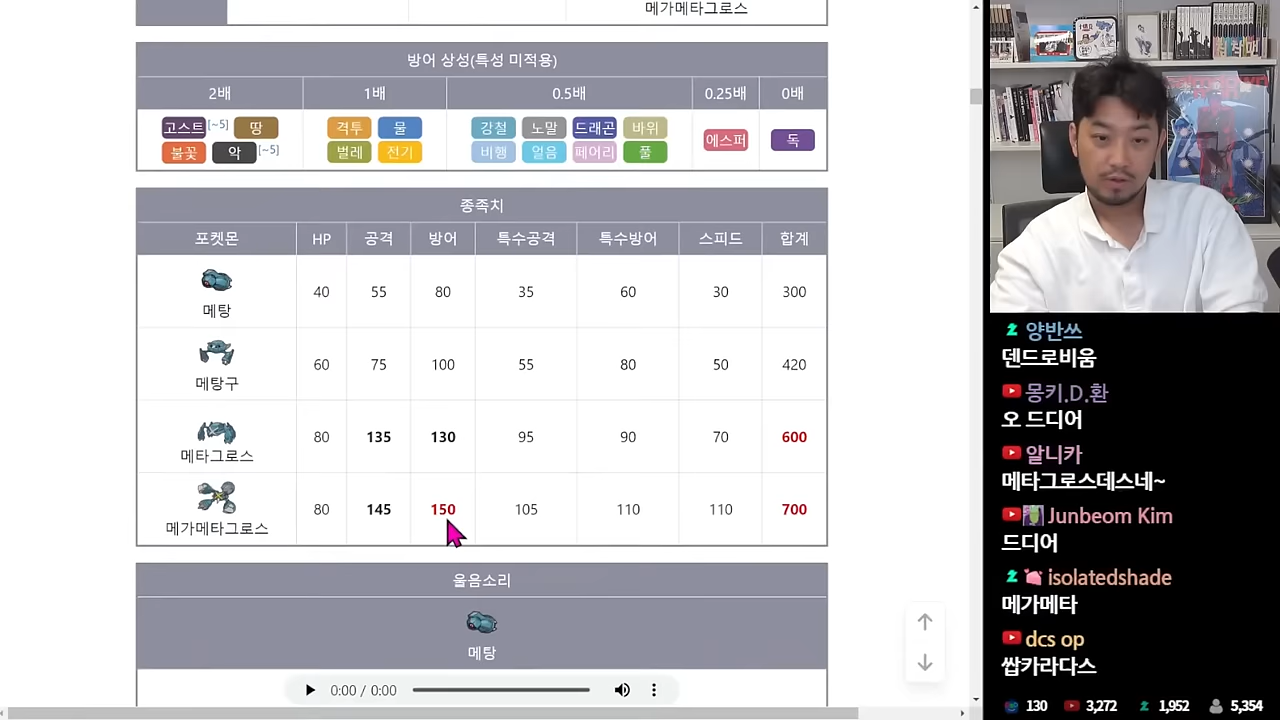 메가메타그로스
방어 상성(특성 미적용)
2배 1배 0.5배 0.25배 0배
고스트 [~5] 땅 격투 물 강철 노말 드래곤 바위 에스퍼 독
불꽃 악 [~5] 벌레 전기 비행 얼음 페어리 풀
종족치
포켓몬 HP 공격 방어 특수공격 특수방어 스피드 합계
메탕 40 55 80 35 60 30 300
메탕구 60 75 100 55 80 50 420
메타그로스 80 135 130 95 90 70 600
메가메타그로스 80 145 150 105 110 110 700
울음소리
메탕
0:00 / 0:00
양반쓰
덴드로비움
몽키.D.환
오 드디어
알니카
메타그로스데스네~
Junbeom Kim
드디어
isolatedshade
메가메타
dcs op
쌉카라다스
130 3,272 1,952 5,354